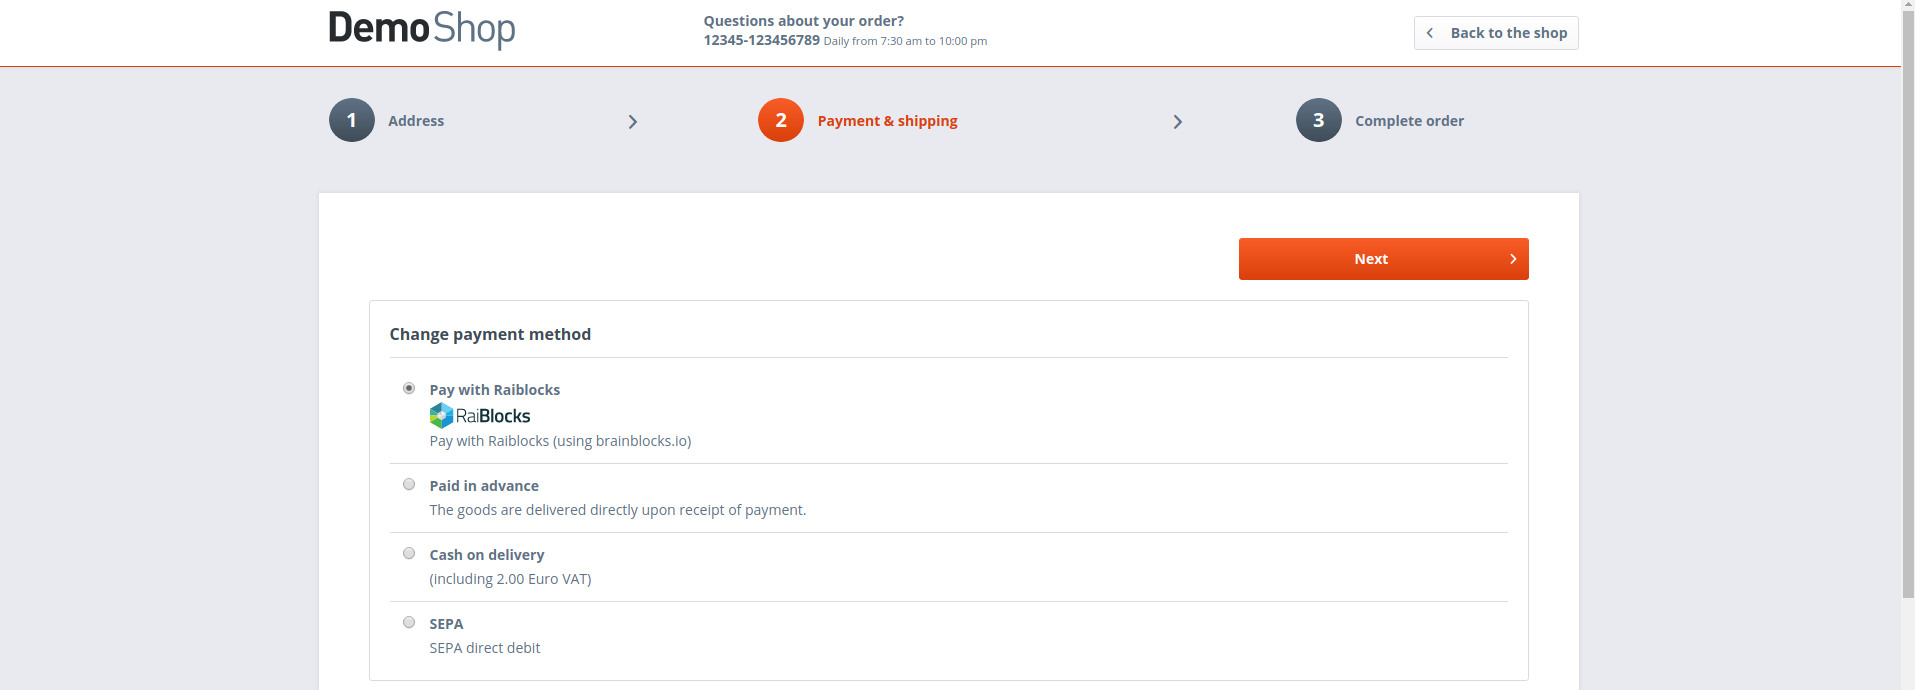 DemoShop
Questions about your order?
12345-123456789 Daily from 7:30 am to 10:00 pm
Back to the shop
1 Address
2 Payment & shipping
3 Complete order
Next
Change payment method
Pay with Raiblocks
RaiBlocks
Pay with Raiblocks (using brainblocks.io)
Paid in advance
The goods are delivered directly upon receipt of payment.
Cash on delivery
(including 2.00 Euro VAT)
SEPA
SEPA direct debit